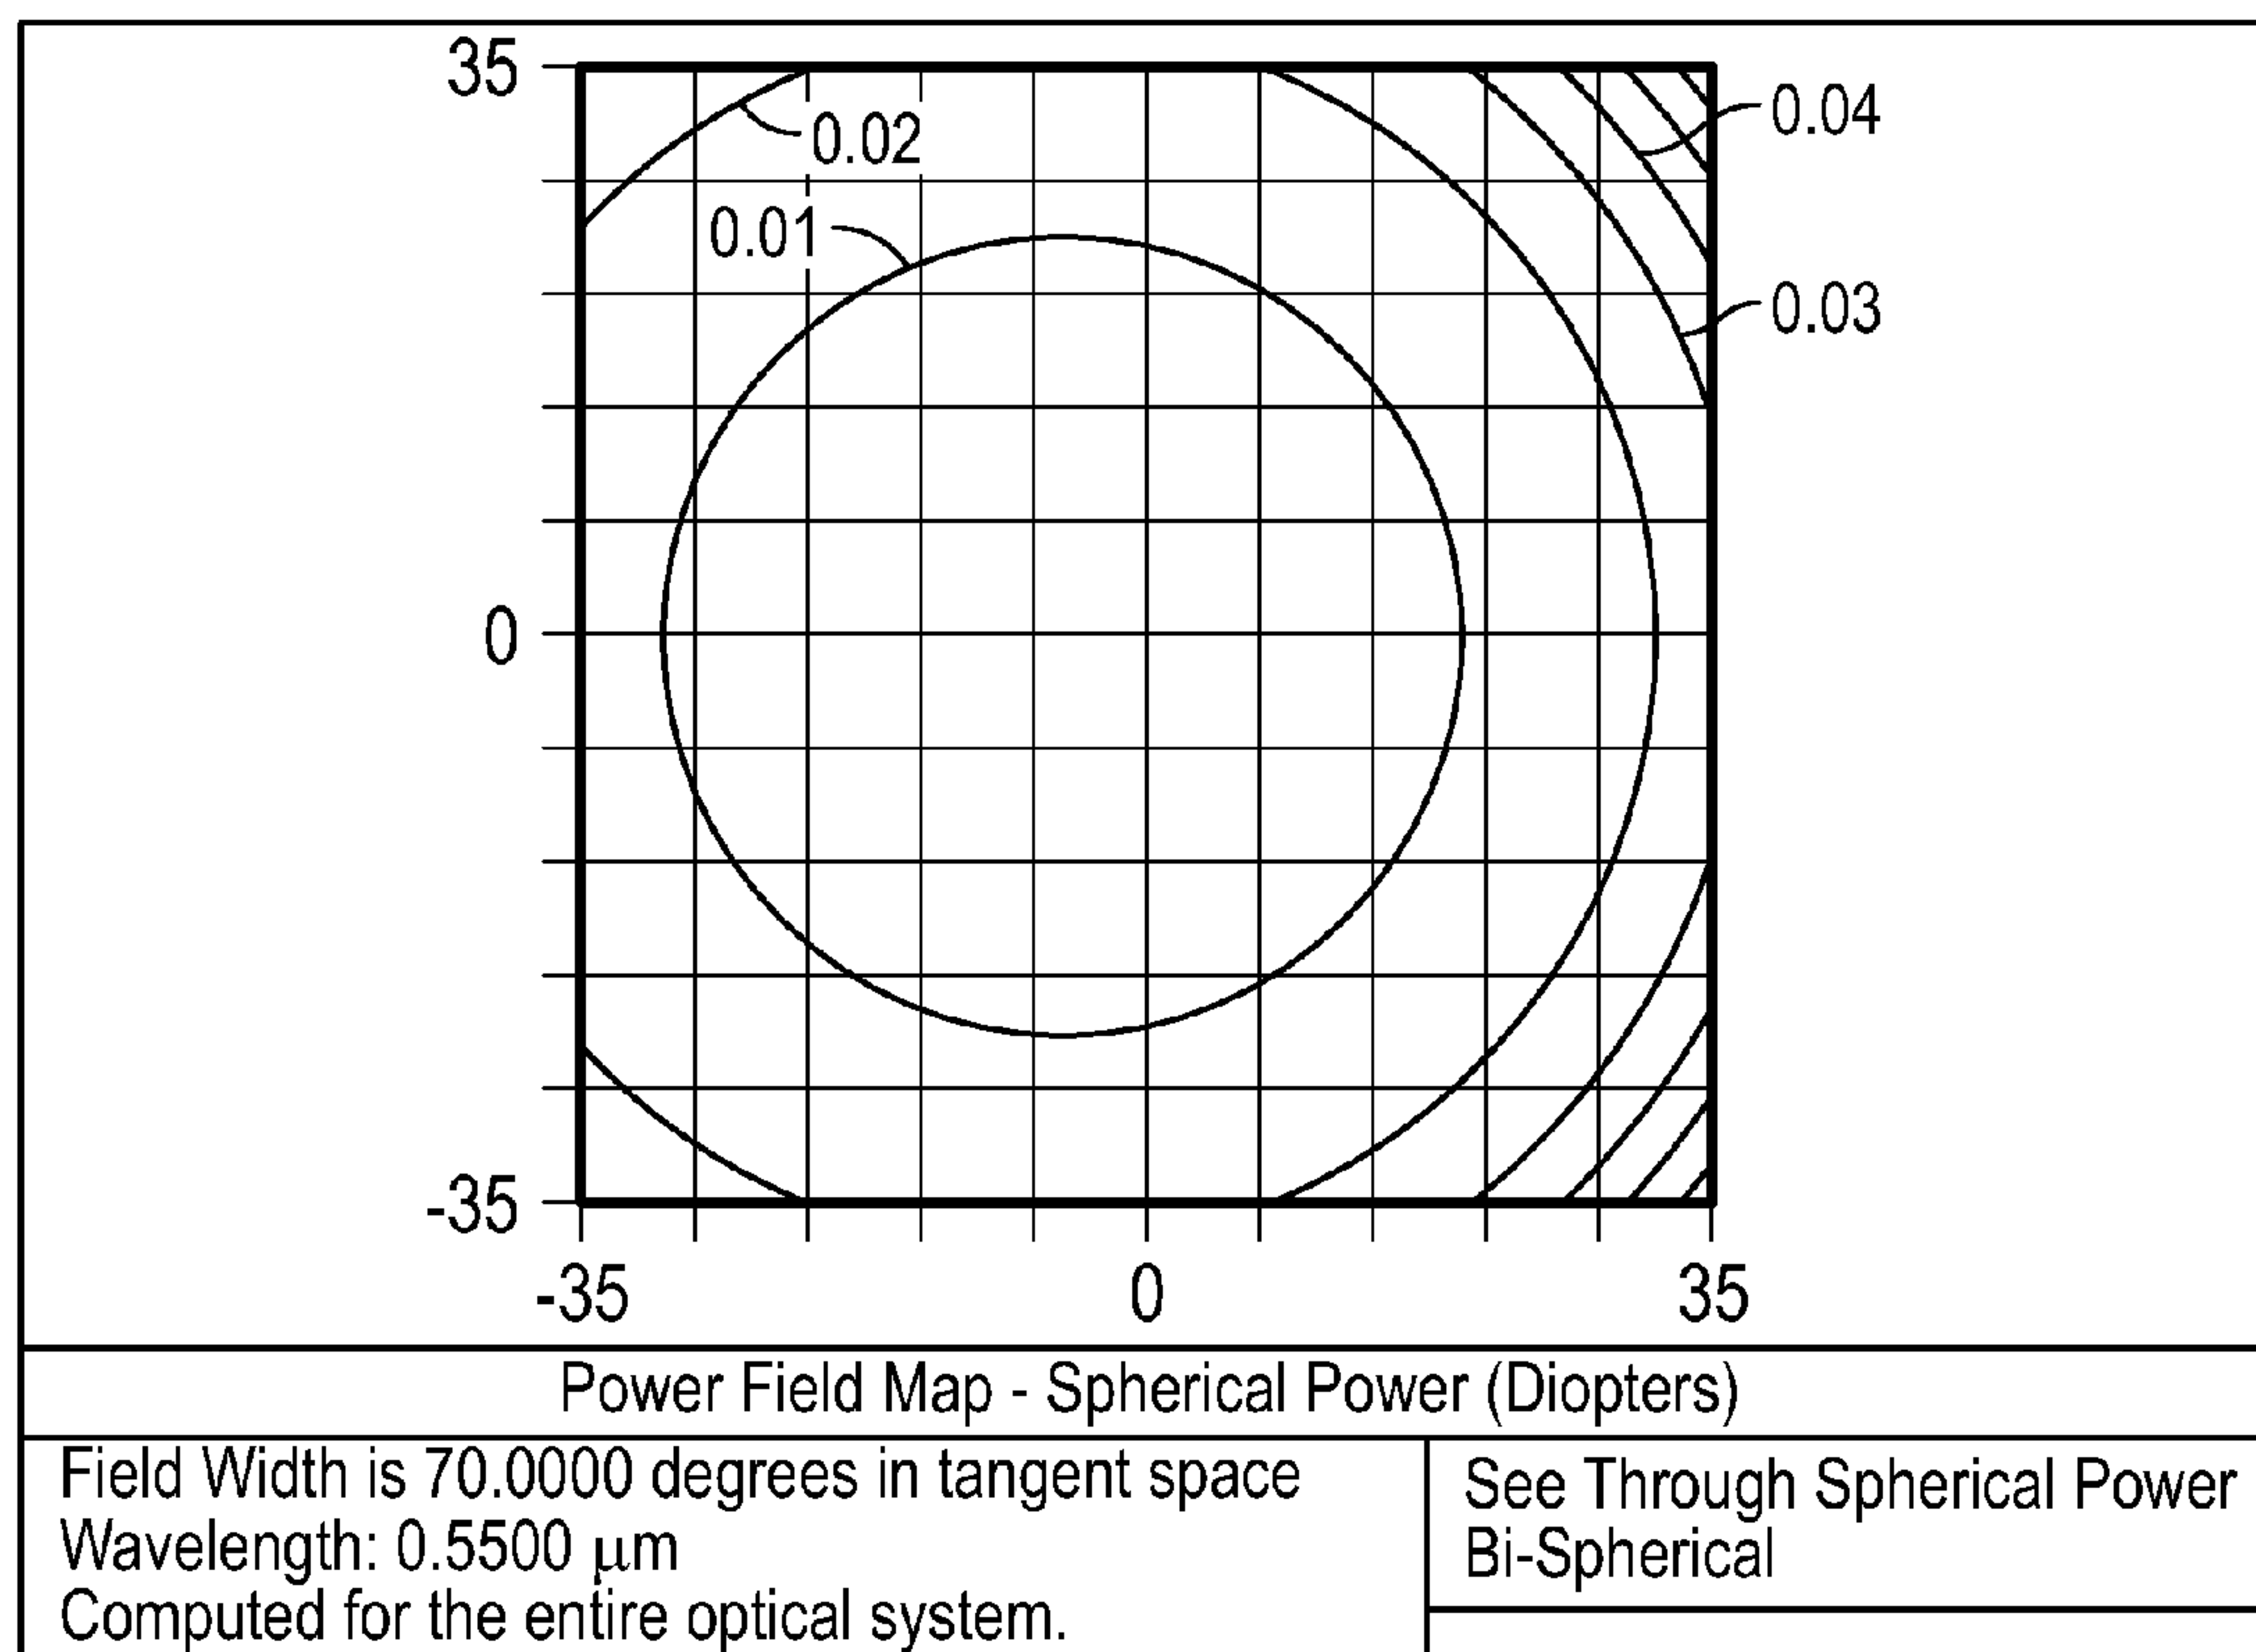 35
0.02
0.04
0.01
0.03
0
-35
-35 0 35
Power Field Map - Spherical Power (Diopters)
Field Width is 70.0000 degrees in tangent space
Wavelength: 0.5500 µm
Computed for the entire optical system.
See Through Spherical Power
Bi-Spherical